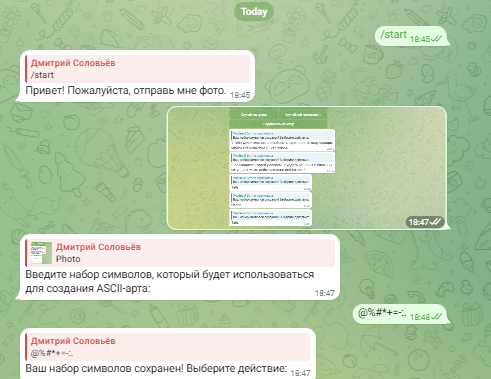 Today
/start
18:45
Дмитрий Соловьёв
/start
Привет! Пожалуйста, отправь мне фото.
18:45
18:47
Дмитрий Соловьёв
Photo
Введите набор символов, который будет использоваться
для создания ASCII-арта:
18:47
@%#*+=-:.
18:48
Дмитрий Соловьёв
@%#*+=-:.
Ваш набор символов сохранен! Выберите действие:
18:47